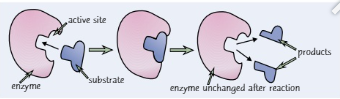 active site
enzyme
substrate
products
enzyme unchanged after reaction